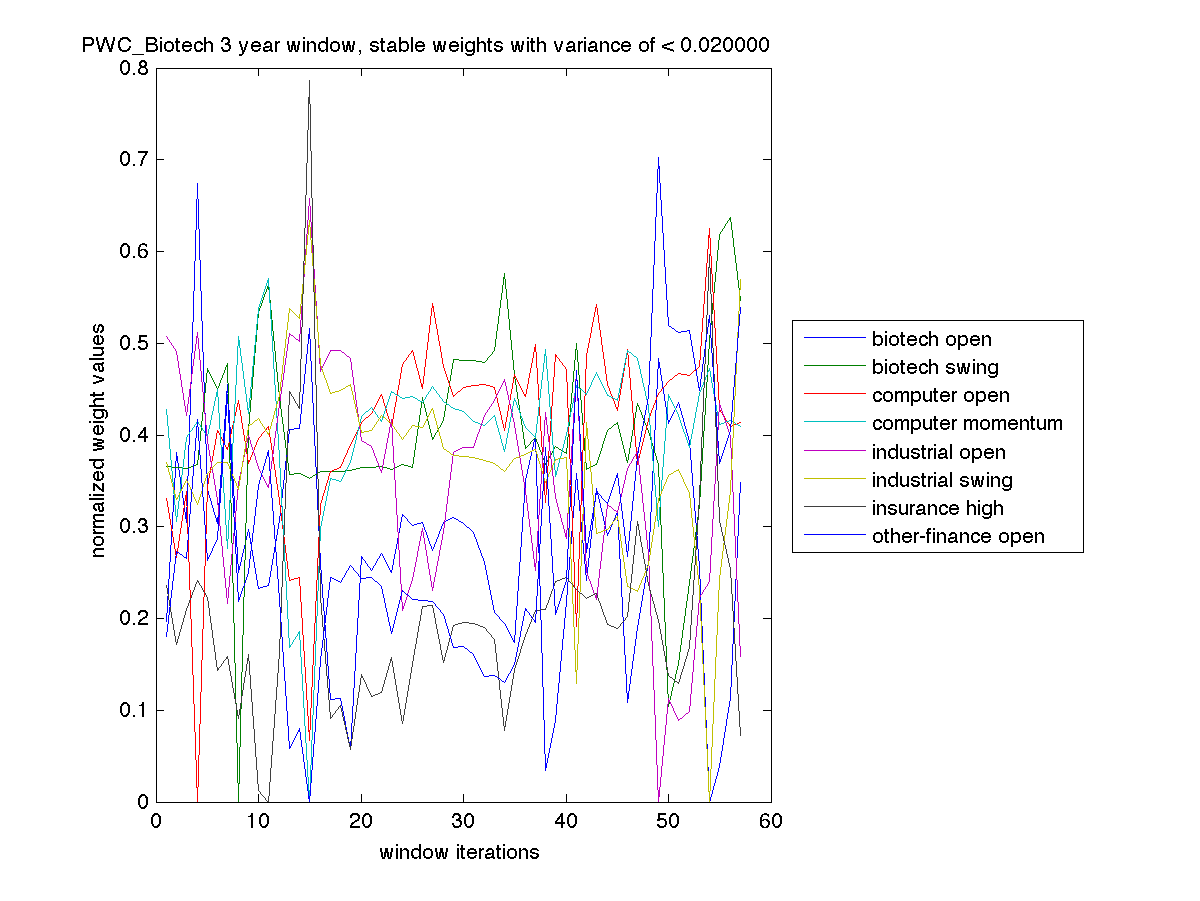 PWC_Biotech 3 year window, stable weights with variance of < 0.020000
0.8
0.7
0.6
0.5
0.4
0.3
0.2
0.1
0
normalized weight values
0 10 20 30 40 50 60
window iterations
biotech open
biotech swing
computer open
computer momentum
industrial open
industrial swing
insurance high
other-finance open